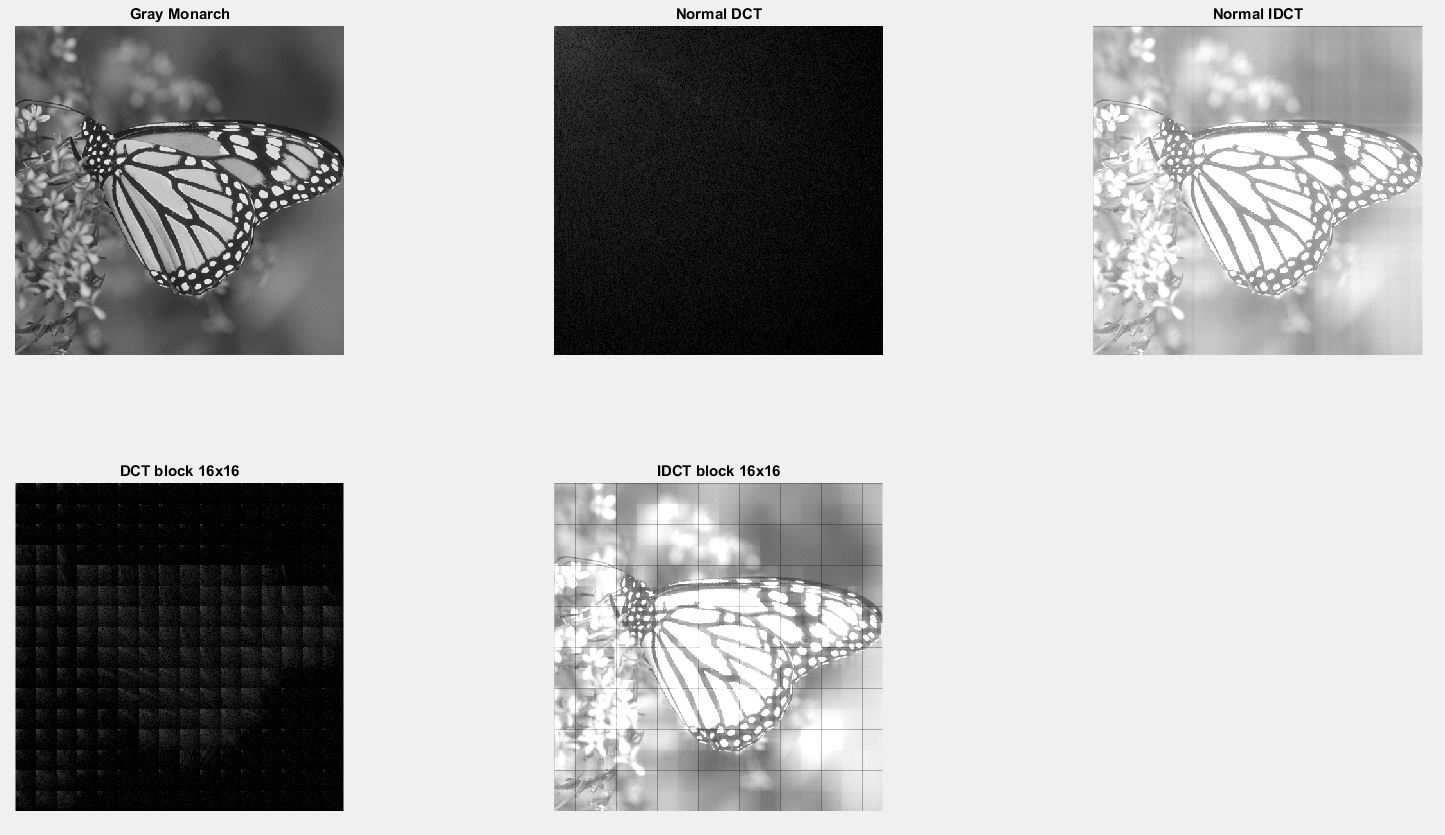 Gray Monarch
Normal DCT
Normal IDCT
DCT block 16x16
IDCT block 16x16